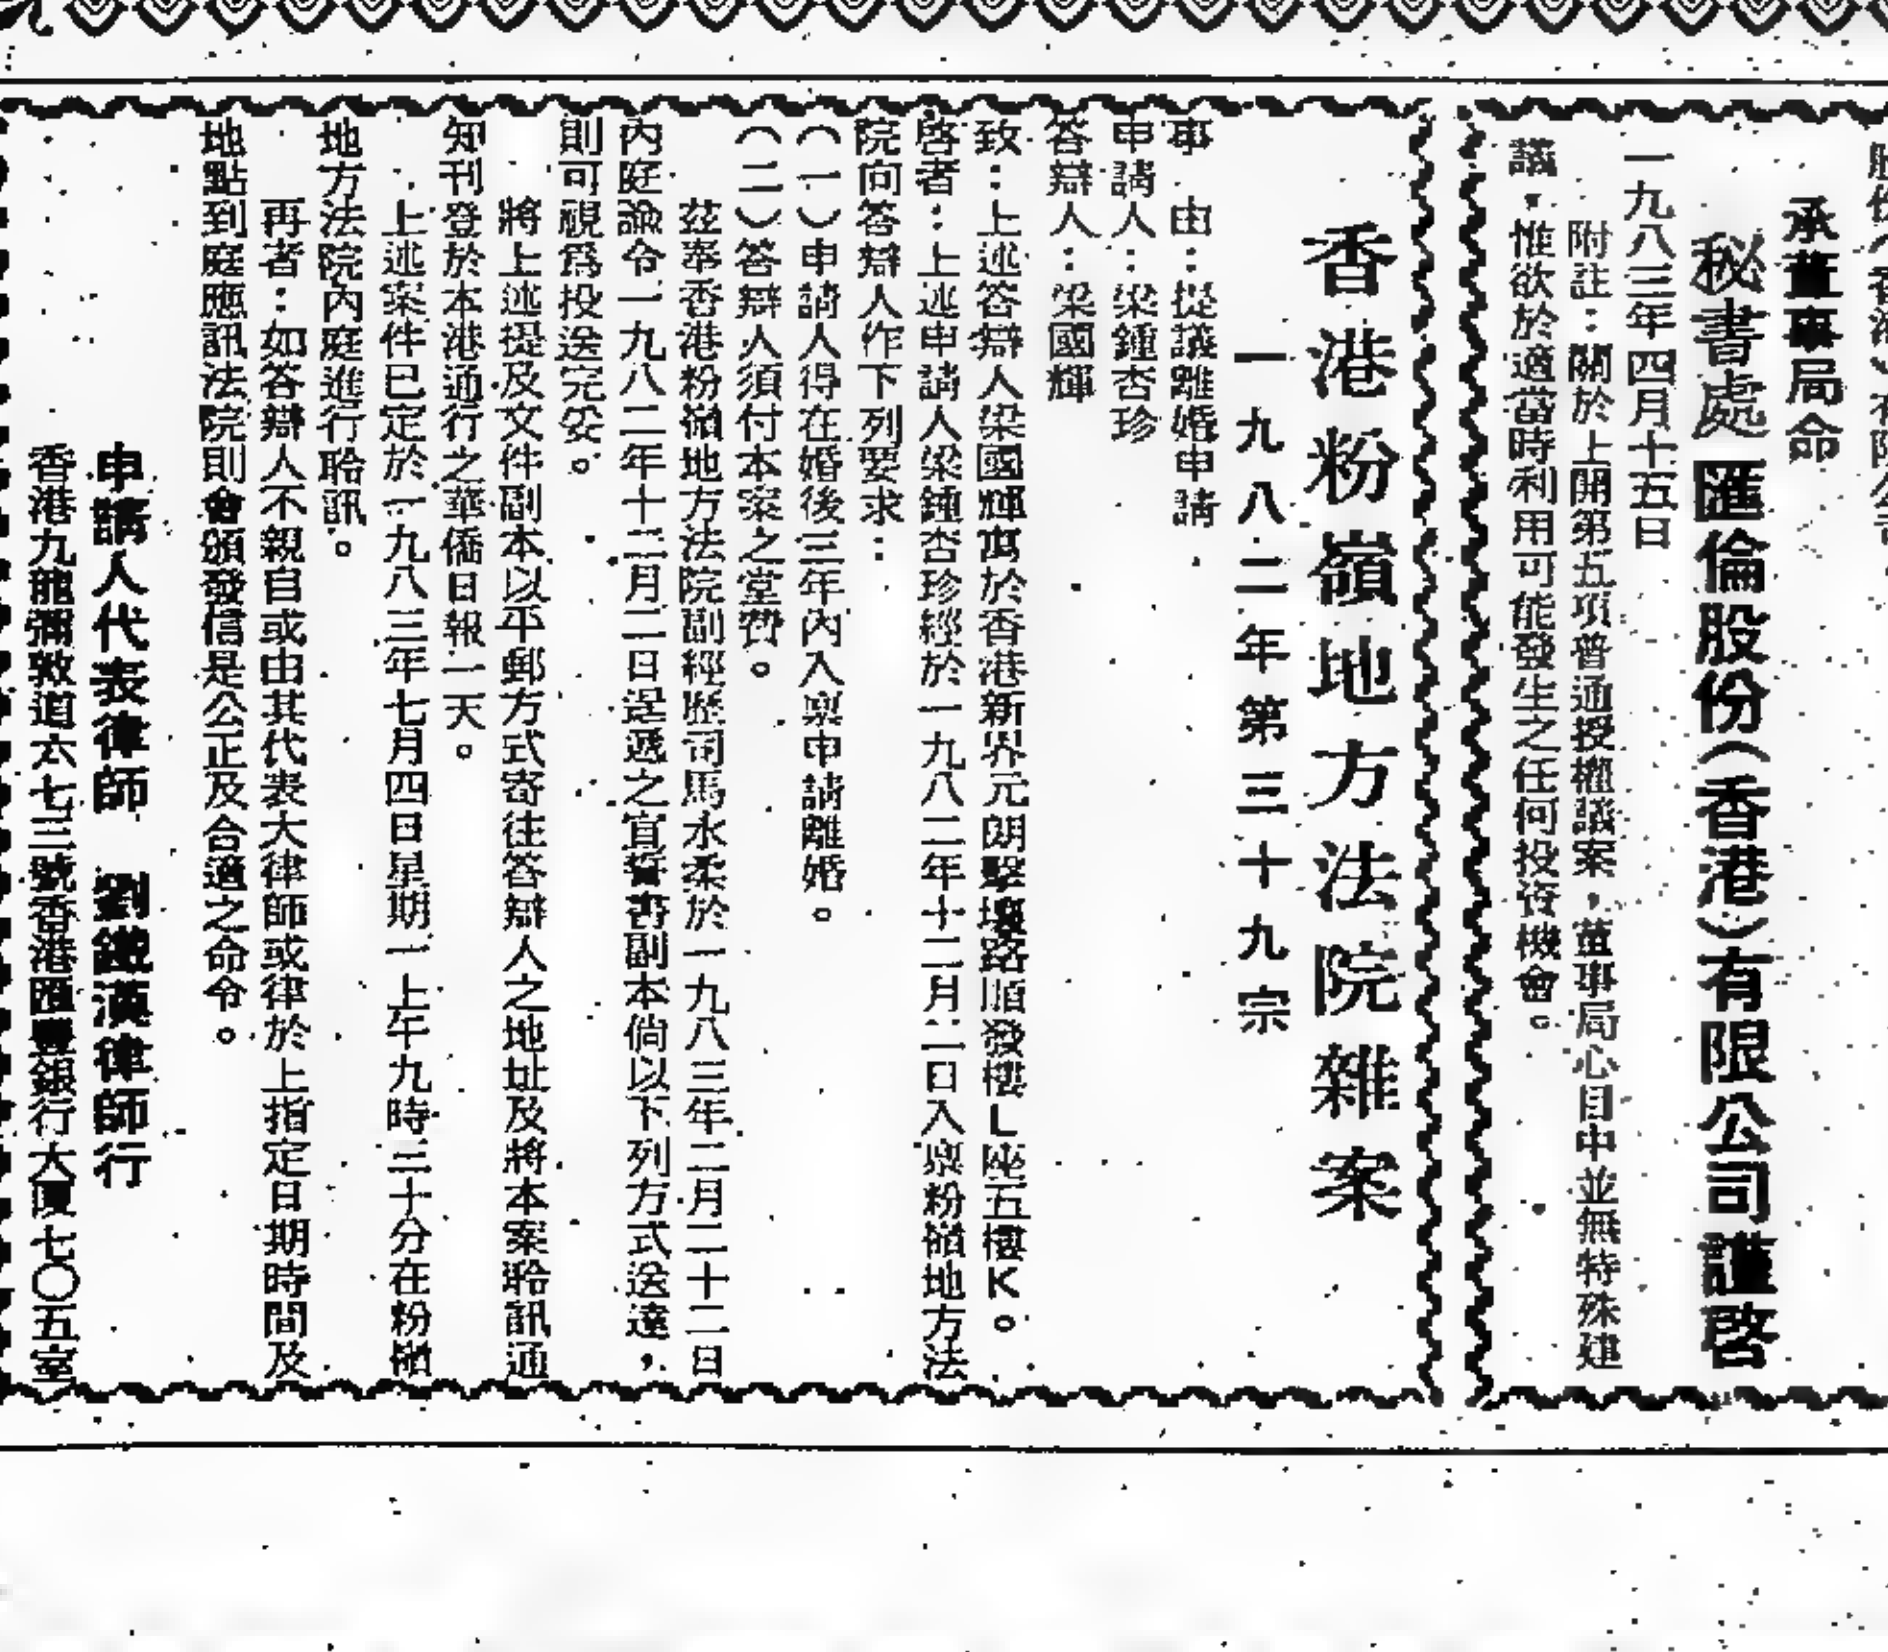 股份(香港)有限公司
承董事局命
秘書處 匯倫股份(香港)有限公司謹啓
一九八三年四月十五日
附註:關於上開第五項普通授權議案,董事局心目中並無特殊建
議,惟欲於適當時利用可能發生之任何投資機會。
香港粉嶺地方法院雜案
一九八二年第三十九宗
事 由:提議離婚申請
申請人:梁鍾杏珍
答辯人:梁國輝
致:上述答辯人梁國輝寓於香港新界元朗擊壤路順發樓L座五樓K。
啓者:上述申請人梁鍾杏珍經於一九八二年十二月二日入稟粉嶺地方法
院向答辯人作下列要求:
(一)申請人得在婚後三年內入稟申請離婚。
(二)答辯人須付本案之堂費。
茲奉香港粉嶺地方法院副經歷司馬水柔於一九八三年二月二十二日
內庭諭令一九八二年十二月二日呈遞之宣誓書副本倘以下列方式送達,
則可視爲投送完妥。
將上述提及文件副本以平郵方式寄往答辯人之地址及將本案聆訊通
知刊登於本港通行之華僑日報一天。
上述案件已定於一九八三年七月四日星期一上午九時三十分在粉嶺
地方法院內庭進行聆訊。
再者:如答辯人不親自或由其代表大律師或律於上指定日期時間及
地點到庭應訊法院則會頒發信是公正及合適之命令。
申請人代表律師 劉鐵漢律師行
香港九龍彌敦道六七三號香港匯豐銀行大厦七〇五室